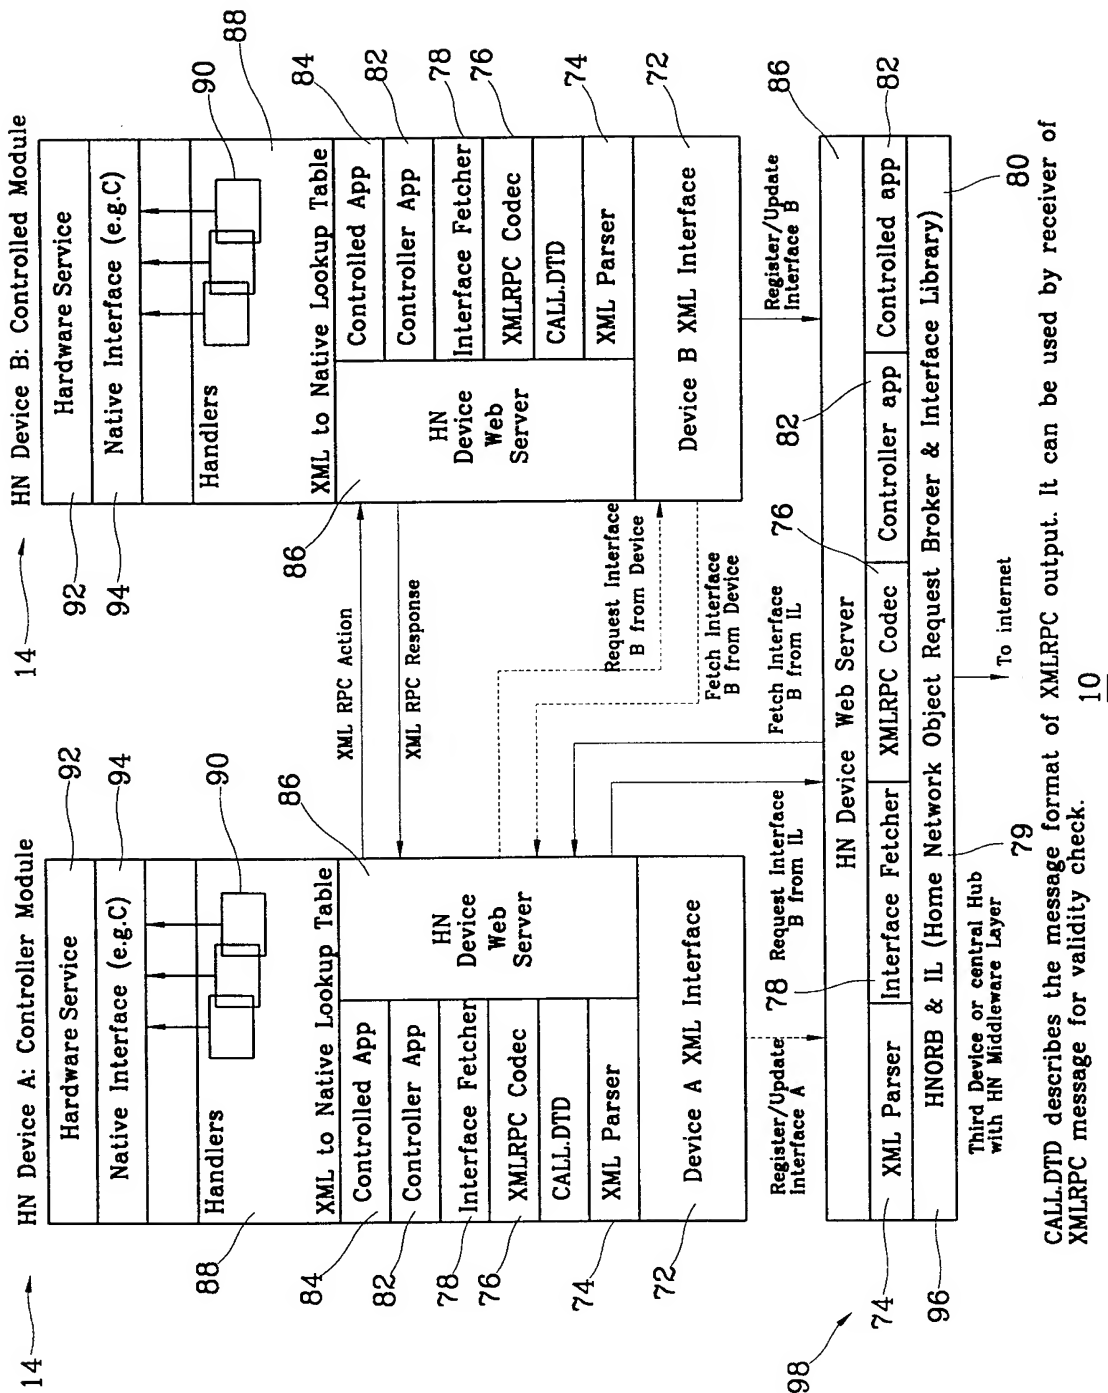 14
HN Device A: Controller Module
Hardware Service
92
Native Interface (e.g.C)
94
90
Handlers
88
XML to Native Lookup Table
Controlled App
84
Controller App
82
Interface Fetcher
78
XMLRPC Codec
76
CALL.DTD
XML Parser
74
HN
Device
Web
Server
86
Device A XML Interface
72
14
HN Device B: Controlled Module
Hardware Service
92
Native Interface (e.g.C)
94
90
Handlers
88
XML to Native Lookup Table
HN
Device
Web
Server
86
Controlled App
84
Controller App
82
Interface Fetcher
78
XMLRPC Codec
76
CALL.DTD
XML Parser
74
Device B XML Interface
72
XML RPC Action
XML RPC Response
Request Interface
B from Device
Fetch Interface
B from Device
Register/Update
Interface A
Request Interface
B from IL
Fetch Interface
B from IL
Register/Update
Interface B
98
HN Device Web Server
86
XML Parser
74
Interface Fetcher
78
XMLRPC Codec
76
Controller app
82
Controlled app
82
HNORB & IL (Home Network Object Request Broker & Interface Library)
96
79
80
Third Device or central Hub
with HN Middleware Layer
To internet
CALL.DTD describes the message format of XMLRPC output. It can be used by receiver of
XMLRPC message for validity check.
10